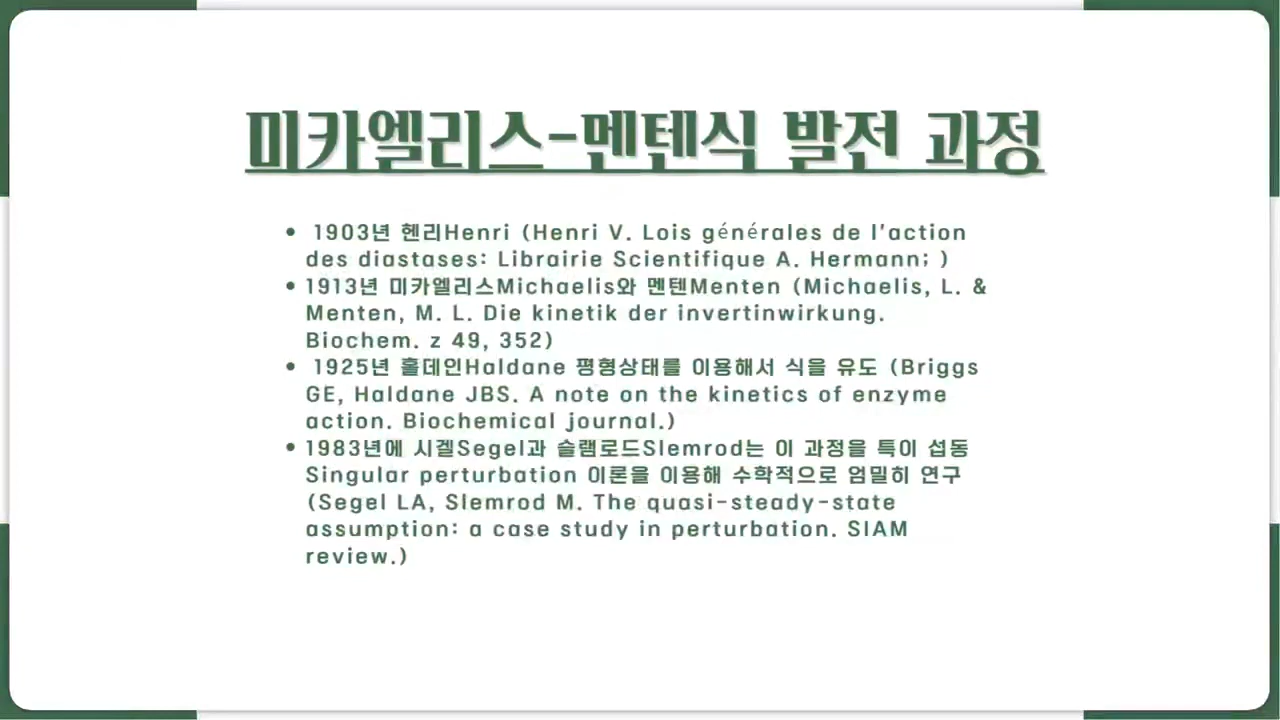 미카엘리스-멘텐식 발전 과정
• 1903년 헨리Henri (Henri V. Lois générales de l'action
des diastases: Librairie Scientifique A. Hermann; )
• 1913년 미카엘리스Michaelis와 멘텐Menten (Michaelis, L. &
Menten, M. L. Die kinetik der invertinwirkung.
Biochem. z 49, 352)
• 1925년 홀데인Haldane 평형상태를 이용해서 식을 유도 (Briggs
GE, Haldane JBS. A note on the kinetics of enzyme
action. Biochemical journal.)
• 1983년에 시겔Segel과 슬램로드Slemrod는 이 과정을 특이 섭동
Singular perturbation 이론을 이용해 수학적으로 엄밀히 연구
(Segel LA, Slemrod M. The quasi-steady-state
assumption: a case study in perturbation. SIAM
review.)